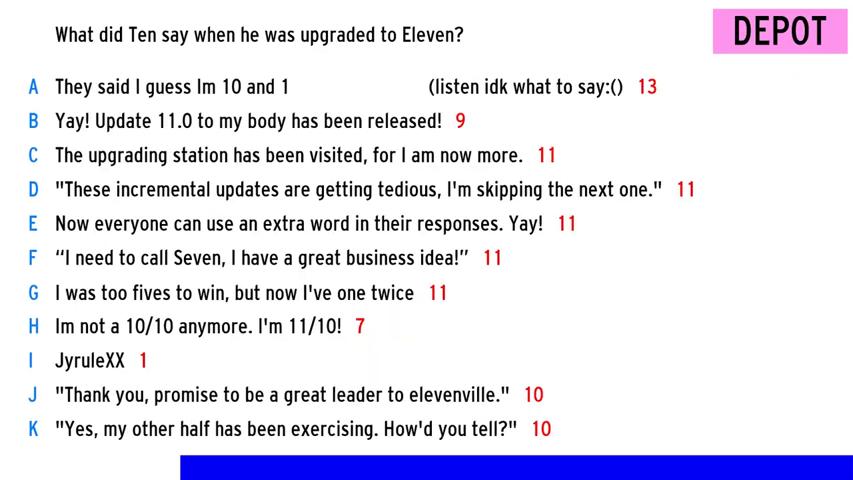 What did Ten say when he was upgraded to Eleven?
DEPOT
A They said I guess Im 10 and 1 (listen idk what to say:() 13
B Yay! Update 11.0 to my body has been released! 9
C The upgrading station has been visited, for I am now more. 11
D "These incremental updates are getting tedious, I'm skipping the next one." 11
E Now everyone can use an extra word in their responses. Yay! 11
F “I need to call Seven, I have a great business idea!” 11
G I was too fives to win, but now I've one twice 11
H Im not a 10/10 anymore. I'm 11/10! 7
I JyruleXX 1
J "Thank you, promise to be a great leader to elevenville." 10
K "Yes, my other half has been exercising. How'd you tell?" 10